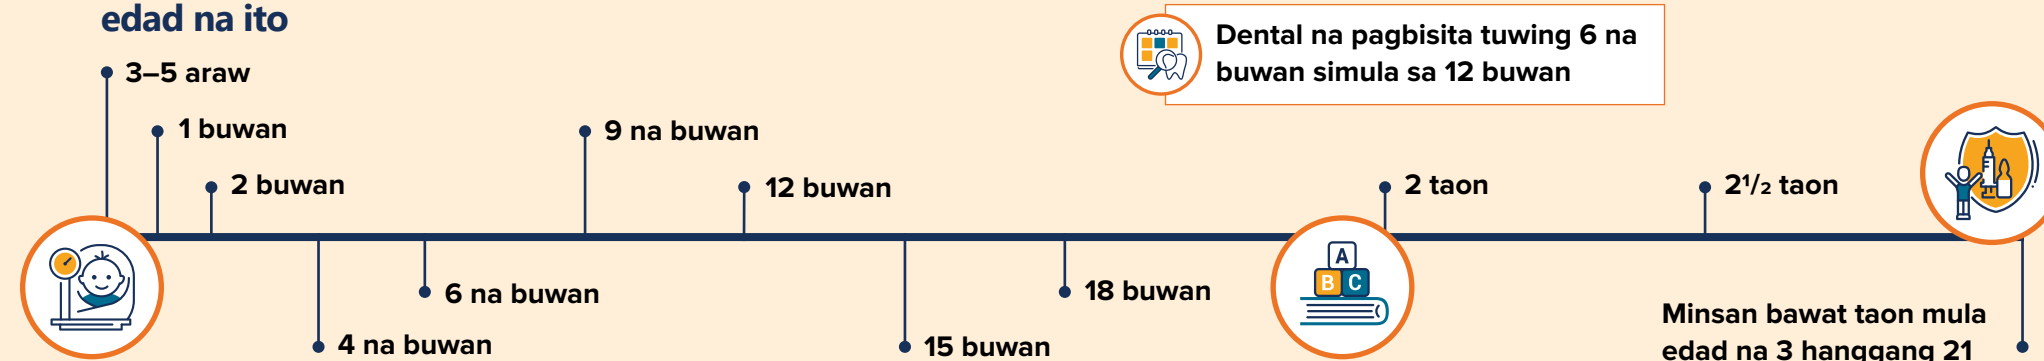 edad na ito
3–5 araw
1 buwan
2 buwan
4 na buwan
6 na buwan
9 na buwan
12 buwan
15 buwan
18 buwan
Dental na pagbisita tuwing 6 na
buwan simula sa 12 buwan
A
B C
2 taon
2½ taon
Minsan bawat taon mula
edad na 3 hanggang 21